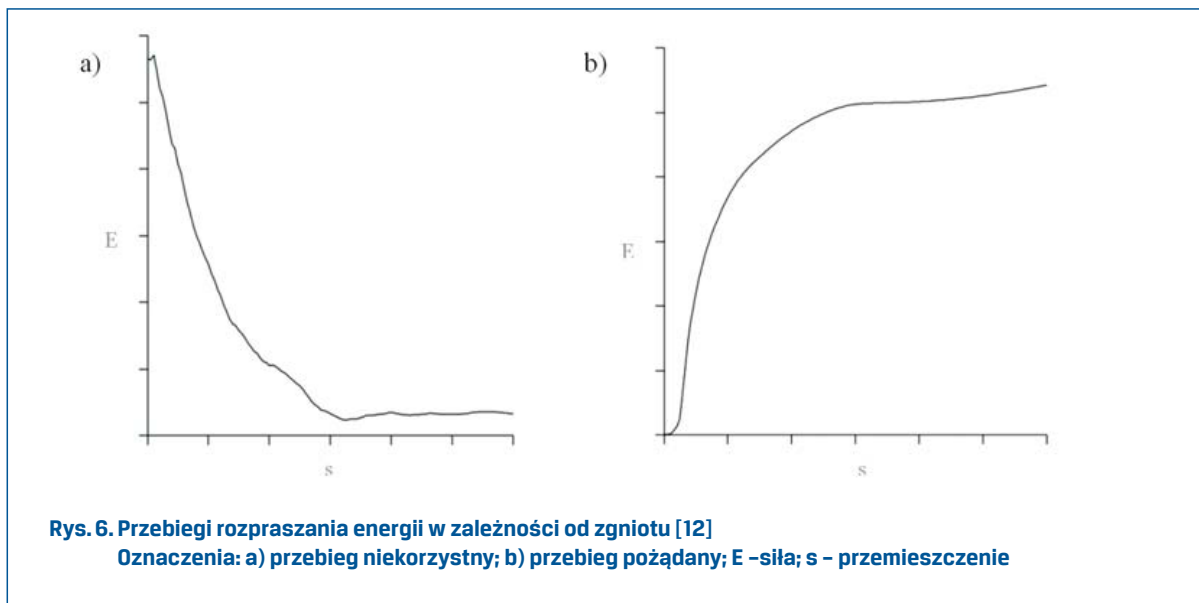 a)
E
s
b)
E
s
Rys. 6. Przebiegi rozpraszania energii w zależności od zgniotu [12]
Oznaczenia: a) przebieg niekorzystny; b) przebieg pożądany; E –siła; s – przemieszczenie